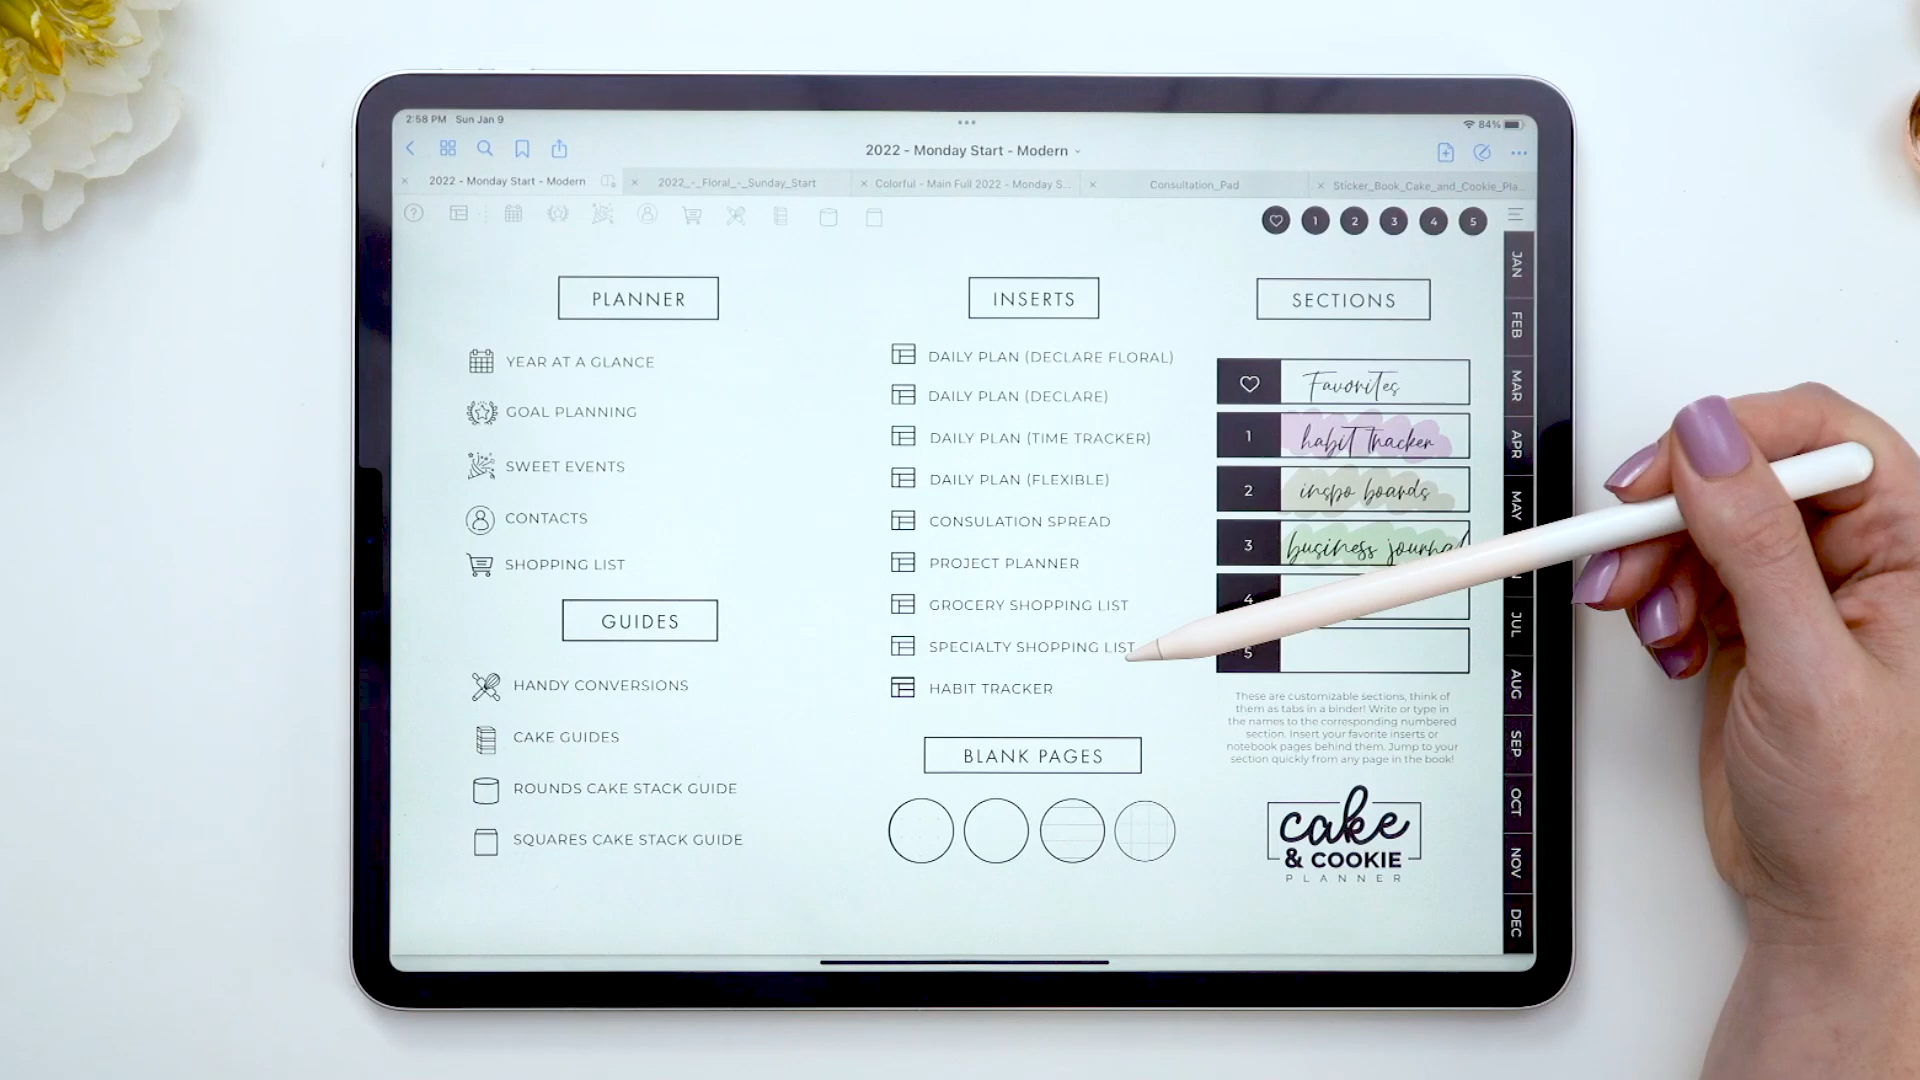 2:58 PM Sun Jan 9
84%
2022 - Monday Start - Modern
2022 - Monday Start - Modern
2022_-_Floral_-_Sunday_Start
Colorful - Main Full 2022 - Monday S...
Consultation_Pad
Sticker_Book_Cake_and_Cookie_Pla...
1 2 3 4 5
PLANNER
YEAR AT A GLANCE
GOAL PLANNING
SWEET EVENTS
CONTACTS
SHOPPING LIST
GUIDES
HANDY CONVERSIONS
CAKE GUIDES
ROUNDS CAKE STACK GUIDE
SQUARES CAKE STACK GUIDE
INSERTS
DAILY PLAN (DECLARE FLORAL)
DAILY PLAN (DECLARE)
DAILY PLAN (TIME TRACKER)
DAILY PLAN (FLEXIBLE)
CONSULATION SPREAD
PROJECT PLANNER
GROCERY SHOPPING LIST
SPECIALTY SHOPPING LIST
HABIT TRACKER
BLANK PAGES
SECTIONS
Favorites
1 habit tracker
2 inspo boards
3 business journal
4
5
These are customizable sections, think of
them as tabs in a binder! Write or type in
the names to the corresponding numbered
section. Insert your favorite inserts or
notebook pages behind them. Jump to your
section quickly from any page in the book!
cake
& COOKIE
PLANNER
JAN
FEB
MAR
APR
MAY
JUL
AUG
SEP
OCT
NOV
DEC